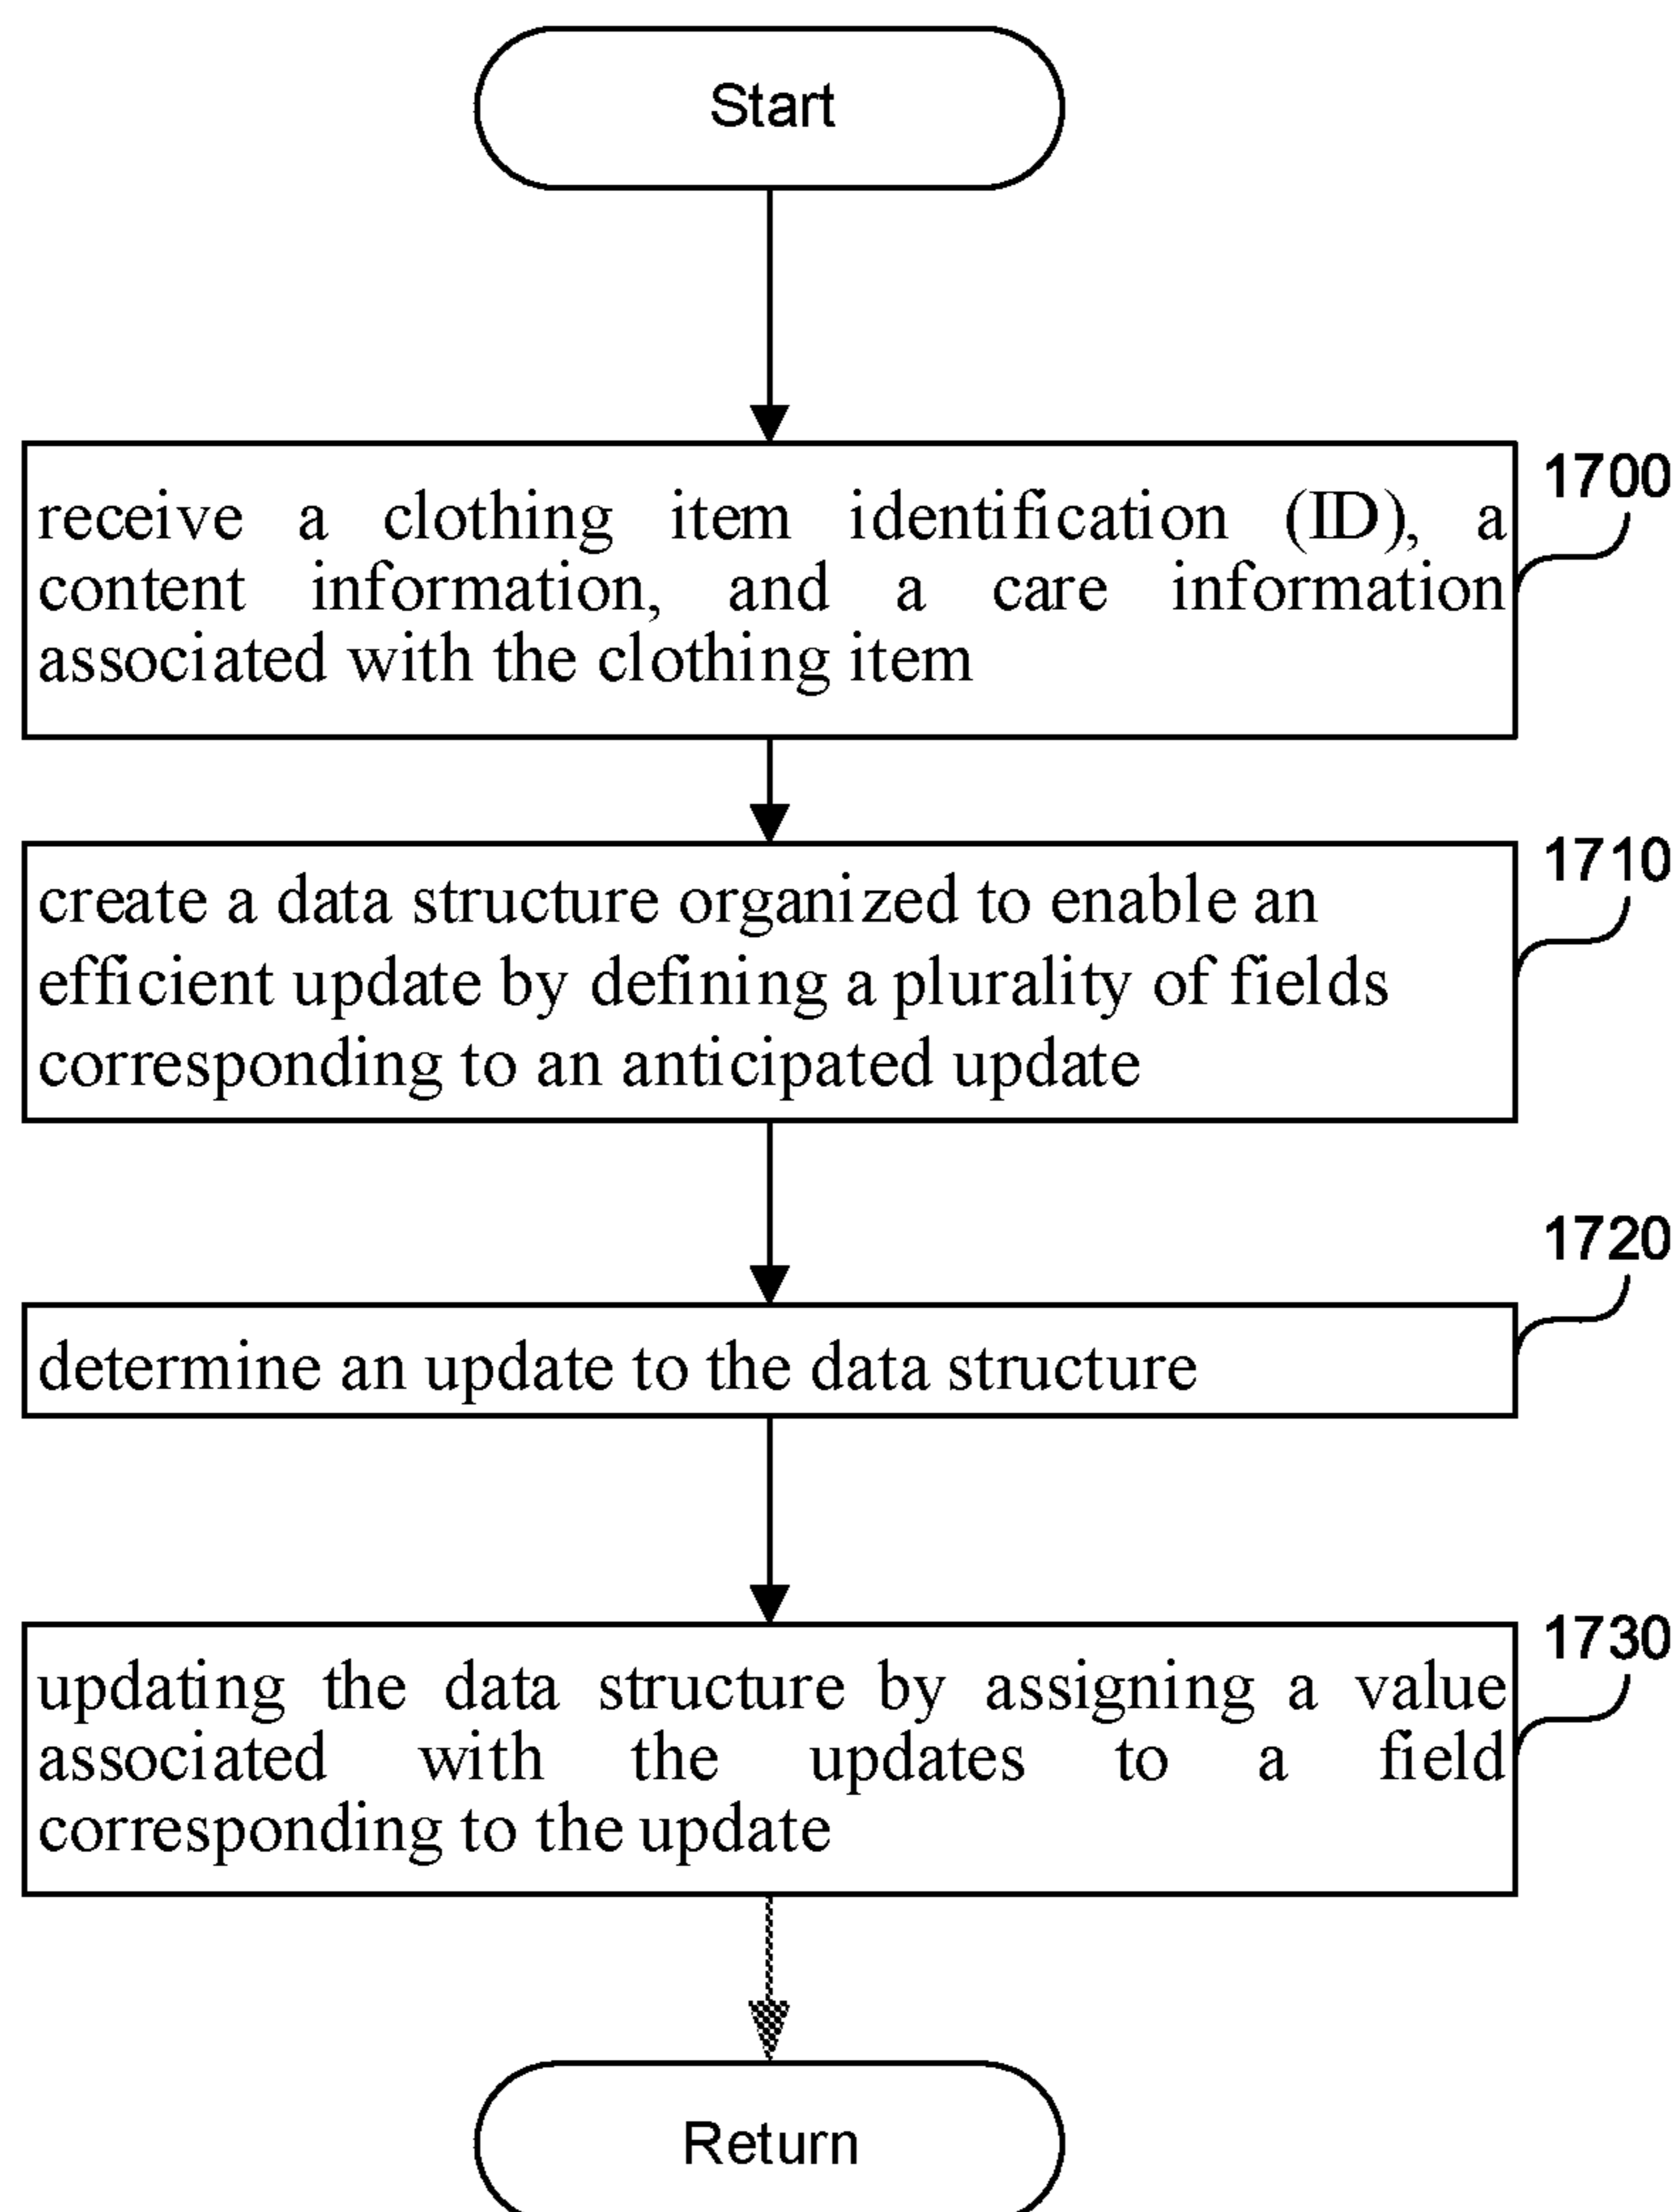 Start
1700
receive a clothing item identification (ID), a
content information, and a care information
associated with the clothing item
1710
create a data structure organized to enable an
efficient update by defining a plurality of fields
corresponding to an anticipated update
1720
determine an update to the data structure
1730
updating the data structure by assigning a value
associated with the updates to a field
corresponding to the update
Return